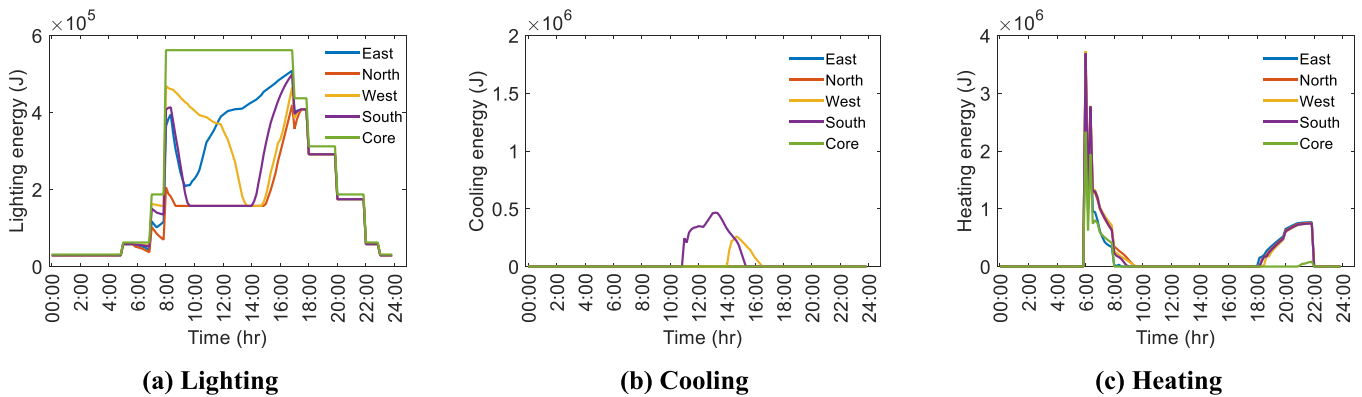 ×10⁵
6
4
2
0
Lighting energy (J)
East
North
West
South
Core
00:00
2:00
4:00
6:00
8:00
10:00
12:00
14:00
16:00
18:00
20:00
22:00
24:00
Time (hr)
(a) Lighting
×10⁶
2
1.5
1
0.5
0
Cooling energy (J)
East
North
West
South
Core
00:00
2:00
4:00
6:00
8:00
10:00
12:00
14:00
16:00
18:00
20:00
22:00
24:00
Time (hr)
(b) Cooling
×10⁶
4
3
2
1
0
Heating energy (J)
East
North
West
South
Core
00:00
2:00
4:00
6:00
8:00
10:00
12:00
14:00
16:00
18:00
20:00
22:00
24:00
Time (hr)
(c) Heating